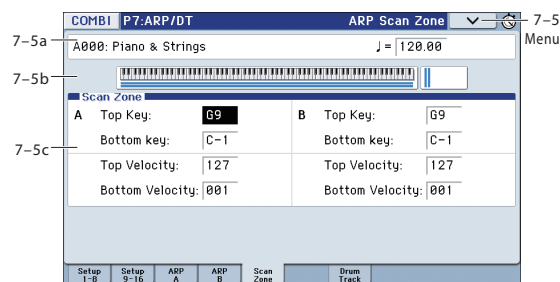 COMBI P7:ARP/DT ARP Scan Zone 7–5
Menu
7–5a A000: Piano & Strings ♩= 120.00
7–5b
Scan Zone
A Top Key: G9 B Top Key: G9
Bottom key: C-1 Bottom Key: C-1
7–5c
Top Velocity: 127 Top Velocity: 127
Bottom Velocity: 001 Bottom Velocity: 001
Setup 1-8 Setup 9-16 ARP A ARP B Scan Zone Drum Track